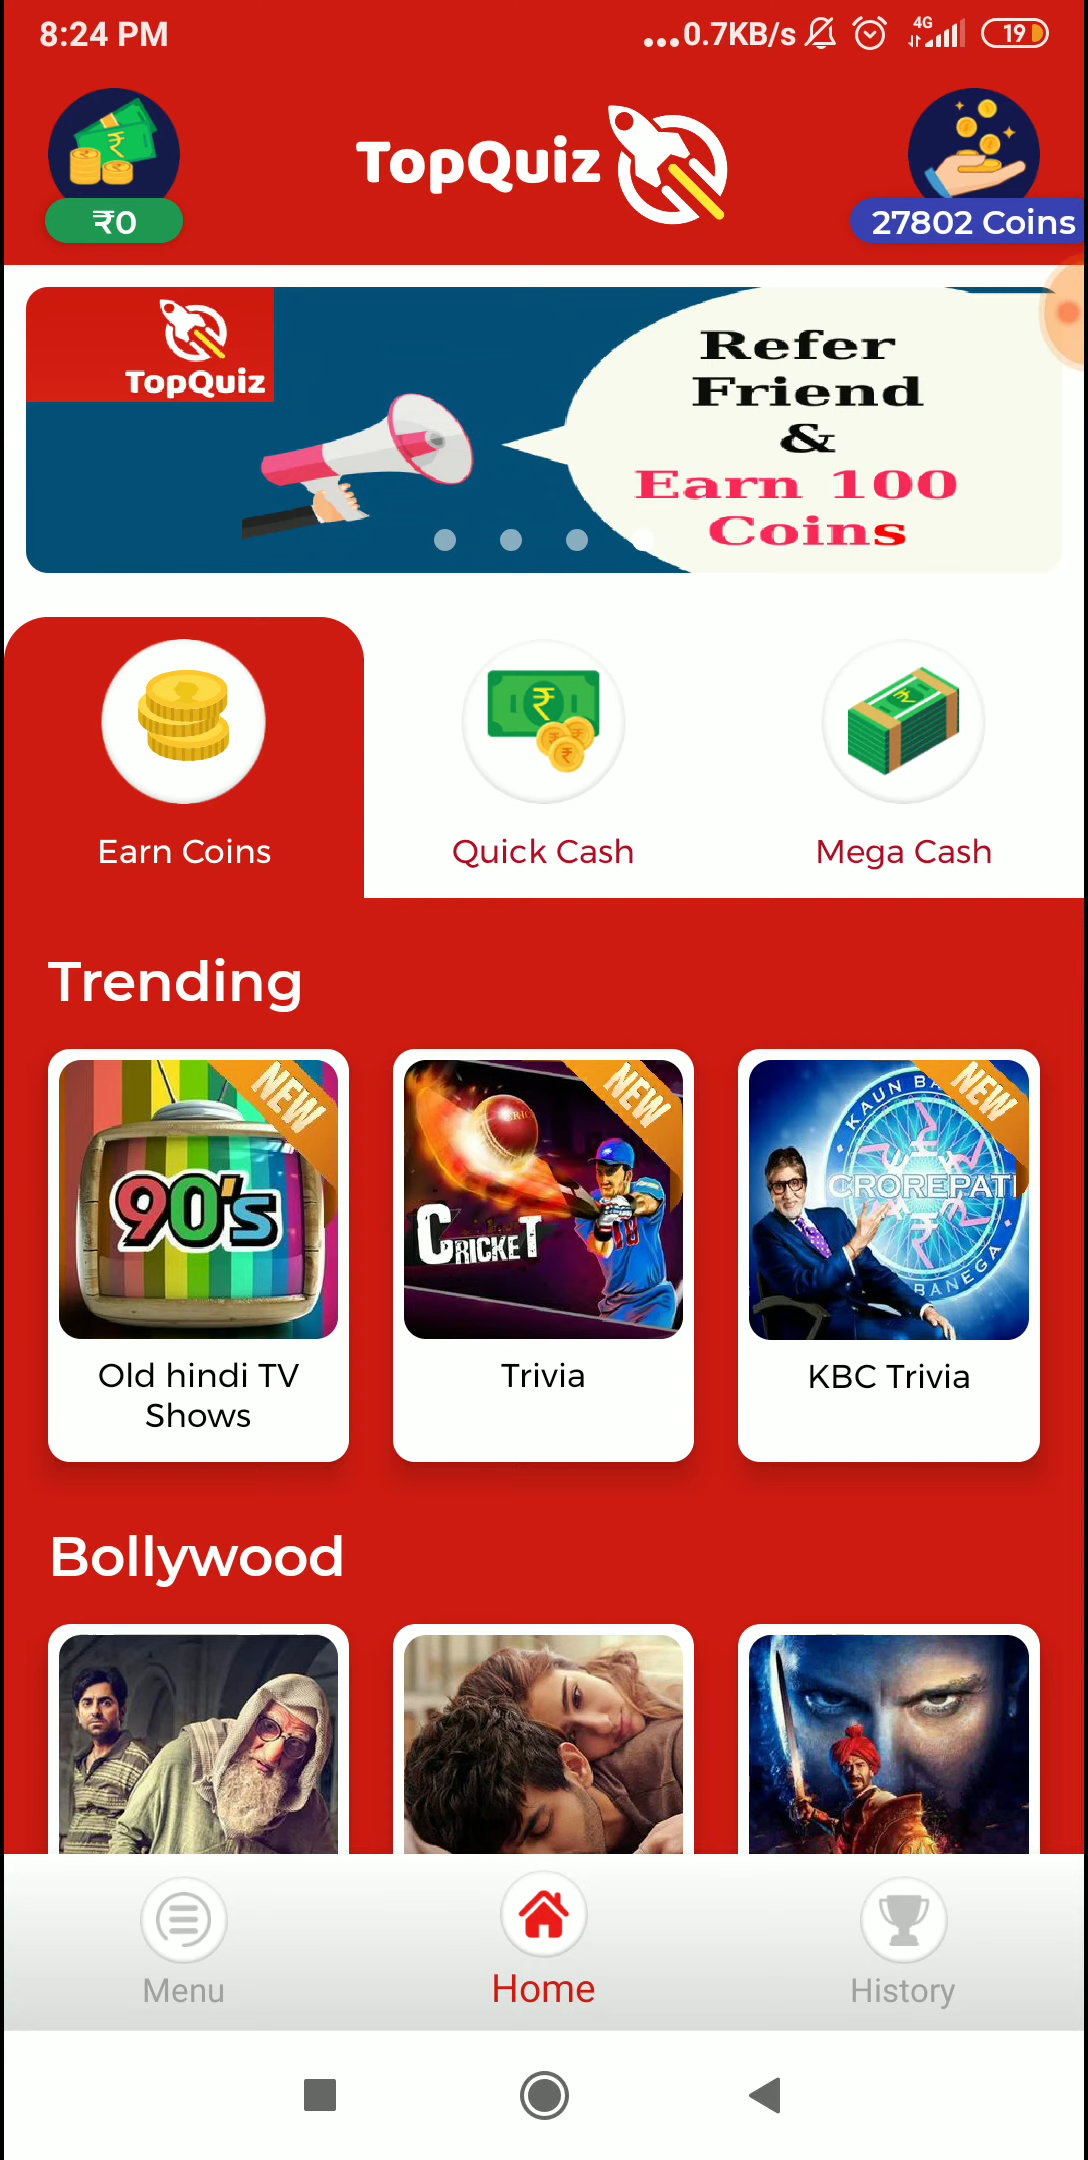 8:24 PM
...0.7KB/s
4G
19
₹0
TopQuiz
27802 Coins
TopQuiz
Refer
Friend
&
Earn 100
Coins
Earn Coins
Quick Cash
Mega Cash
Trending
NEW
90's
Old hindi TV
Shows
NEW
CRICKET
Trivia
NEW
KAUN BA
CROREPATI
BANEGA
KBC Trivia
Bollywood
Menu
Home
History